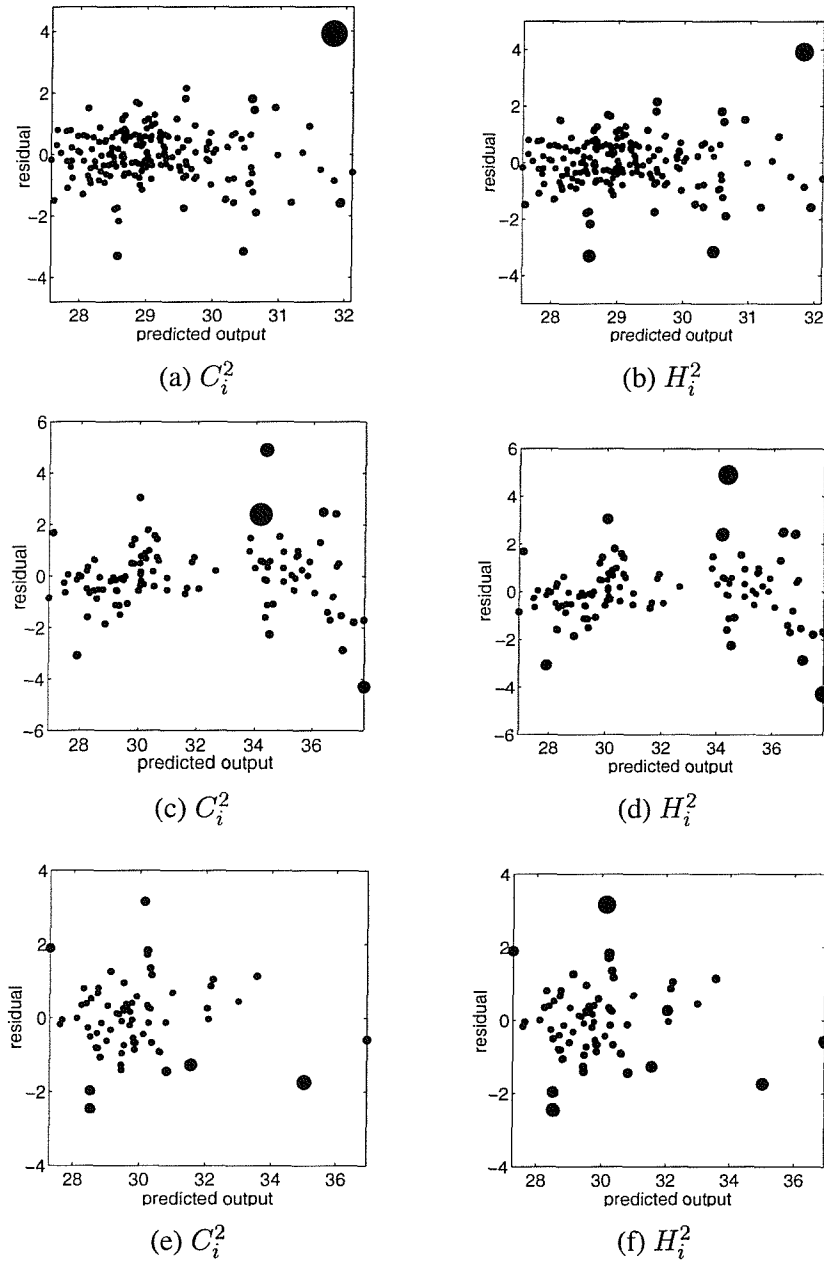 4
2
0
−2
−4
residual
28 29 30 31 32
predicted output
(a) $C_i^2$
4
2
0
−2
−4
residual
28 29 30 31 32
predicted output
(b) $H_i^2$
6
4
2
0
−2
−4
−6
residual
28 30 32 34 36
predicted output
(c) $C_i^2$
6
4
2
0
−2
−4
−6
residual
28 30 32 34 36
predicted output
(d) $H_i^2$
4
2
0
−2
−4
residual
28 30 32 34 36
predicted output
(e) $C_i^2$
4
2
0
−2
−4
residual
28 30 32 34 36
predicted output
(f) $H_i^2$